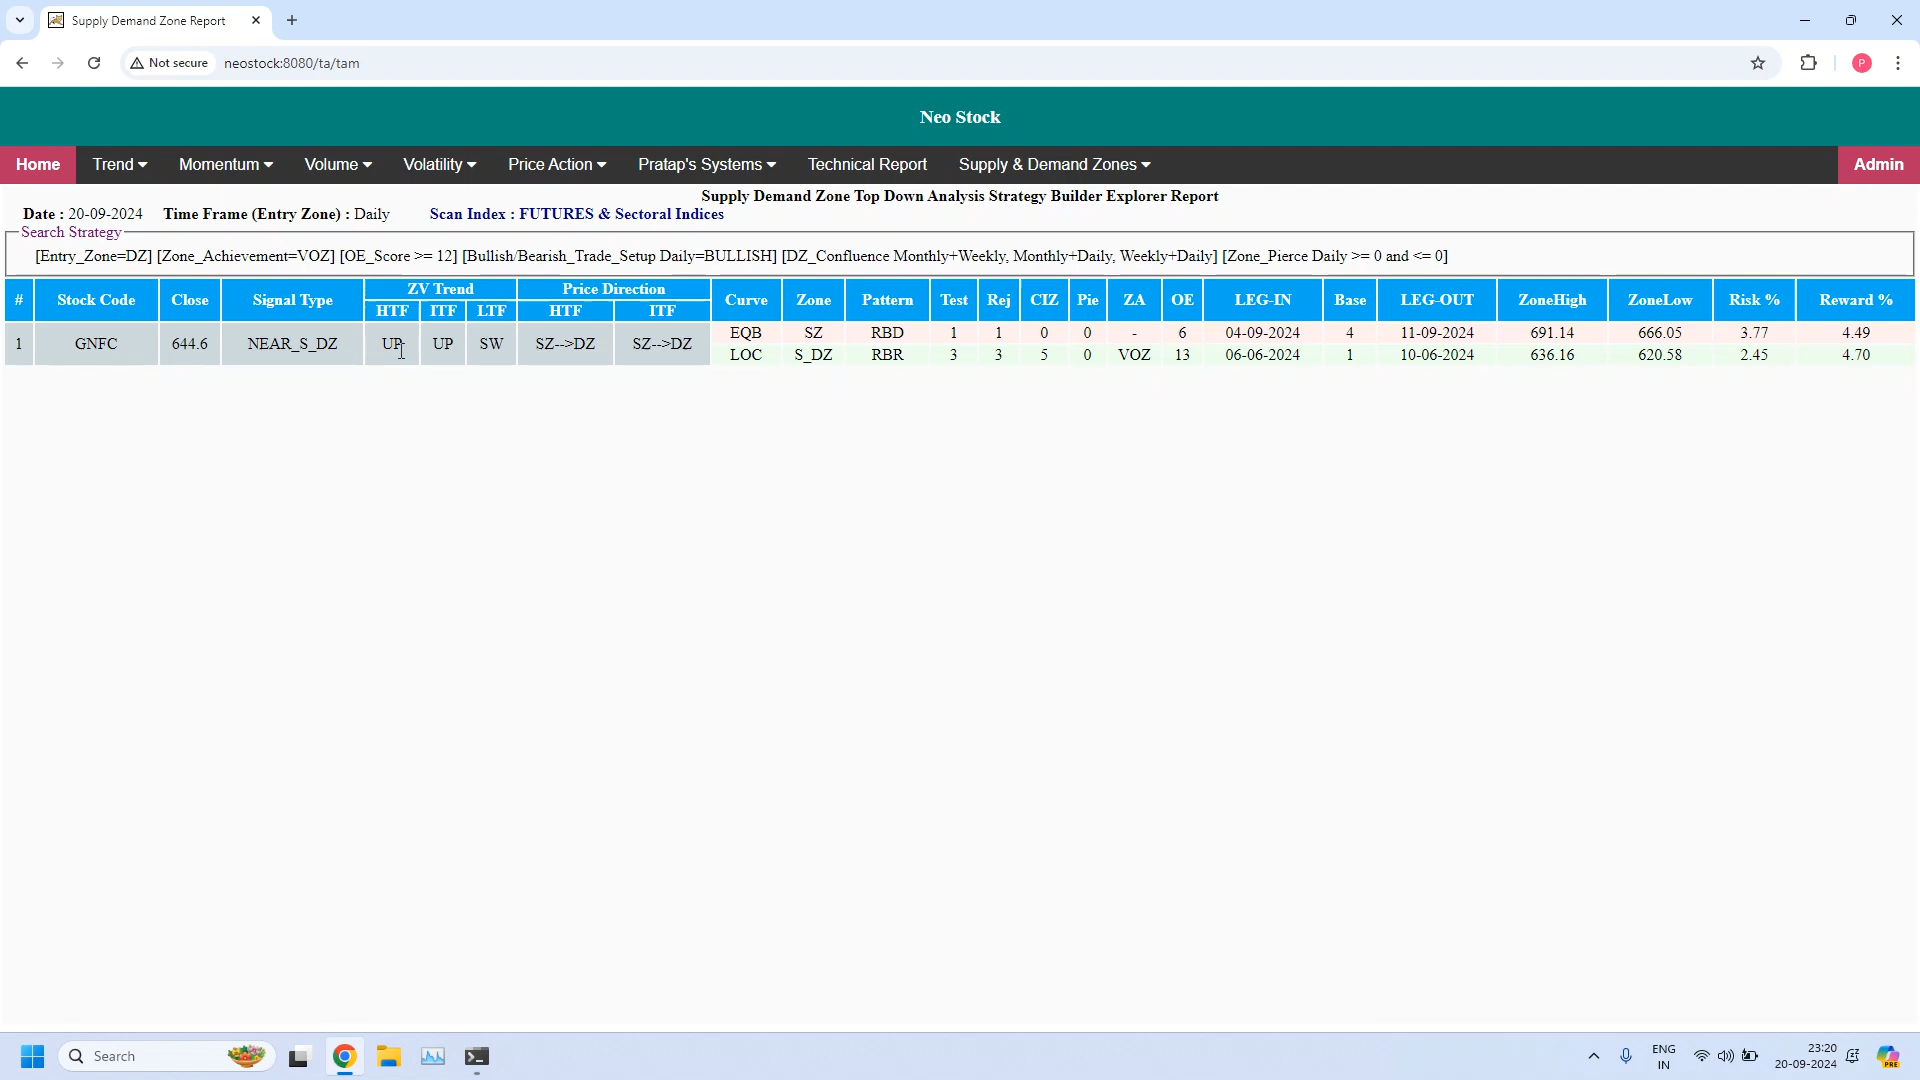 Supply Demand Zone Report
Not secure
neostock:8080/ta/tam
P
Neo Stock
Home Trend Momentum Volume Volatility Price Action Pratap's Systems Technical Report Supply & Demand Zones Admin
Supply Demand Zone Top Down Analysis Strategy Builder Explorer Report
Date : 20-09-2024 Time Frame (Entry Zone) : Daily Scan Index : FUTURES & Sectoral Indices
Search Strategy
[Entry_Zone=DZ] [Zone_Achievement=VOZ] [OE_Score >= 12] [Bullish/Bearish_Trade_Setup Daily=BULLISH] [DZ_Confluence Monthly+Weekly, Monthly+Daily, Weekly+Daily] [Zone_Pierce Daily >= 0 and <= 0]
# Stock Code Close Signal Type ZV Trend Price Direction Curve Zone Pattern Test Rej CIZ Pie ZA OE LEG-IN Base LEG-OUT ZoneHigh ZoneLow Risk % Reward %
HTF ITF LTF HTF ITF
1 GNFC 644.6 NEAR_S_DZ UP UP SW SZ-->DZ SZ-->DZ EQB SZ RBD 1 1 0 0 - 6 04-09-2024 4 11-09-2024 691.14 666.05 3.77 4.49
LOC S_DZ RBR 3 3 5 0 VOZ 13 06-06-2024 1 10-06-2024 636.16 620.58 2.45 4.70
Search
ENG
IN
23:20
20-09-2024
PRE